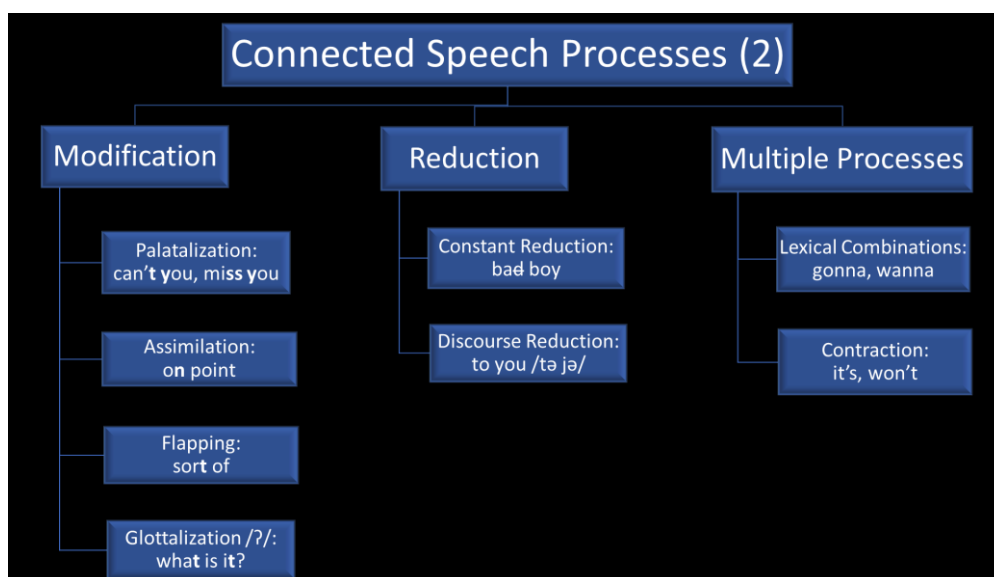 Connected Speech Processes (2)
Modification
Palatalization:
can't you, miss you
Assimilation:
on point
Flapping:
sort of
Glottalization /ʔ/:
what is it?
Reduction
Constant Reduction:
bad boy
Discourse Reduction:
to you /tə jə/
Multiple Processes
Lexical Combinations:
gonna, wanna
Contraction:
it's, won't